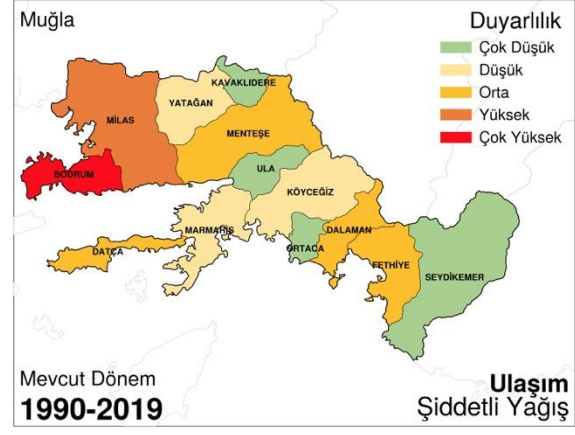 Muğla
Duyarlılık
Çok Düşük
Düşük
Orta
Yüksek
Çok Yüksek
KAVAKLIDERE
YATAĞAN
MİLAS
MENTEŞE
BODRUM
ULA
KÖYCEĞİZ
MARMARİS
DATÇA
ORTACA
DALAMAN
FETHİYE
SEYDİKEMER
Mevcut Dönem
1990-2019
Ulaşım
Şiddetli Yağış